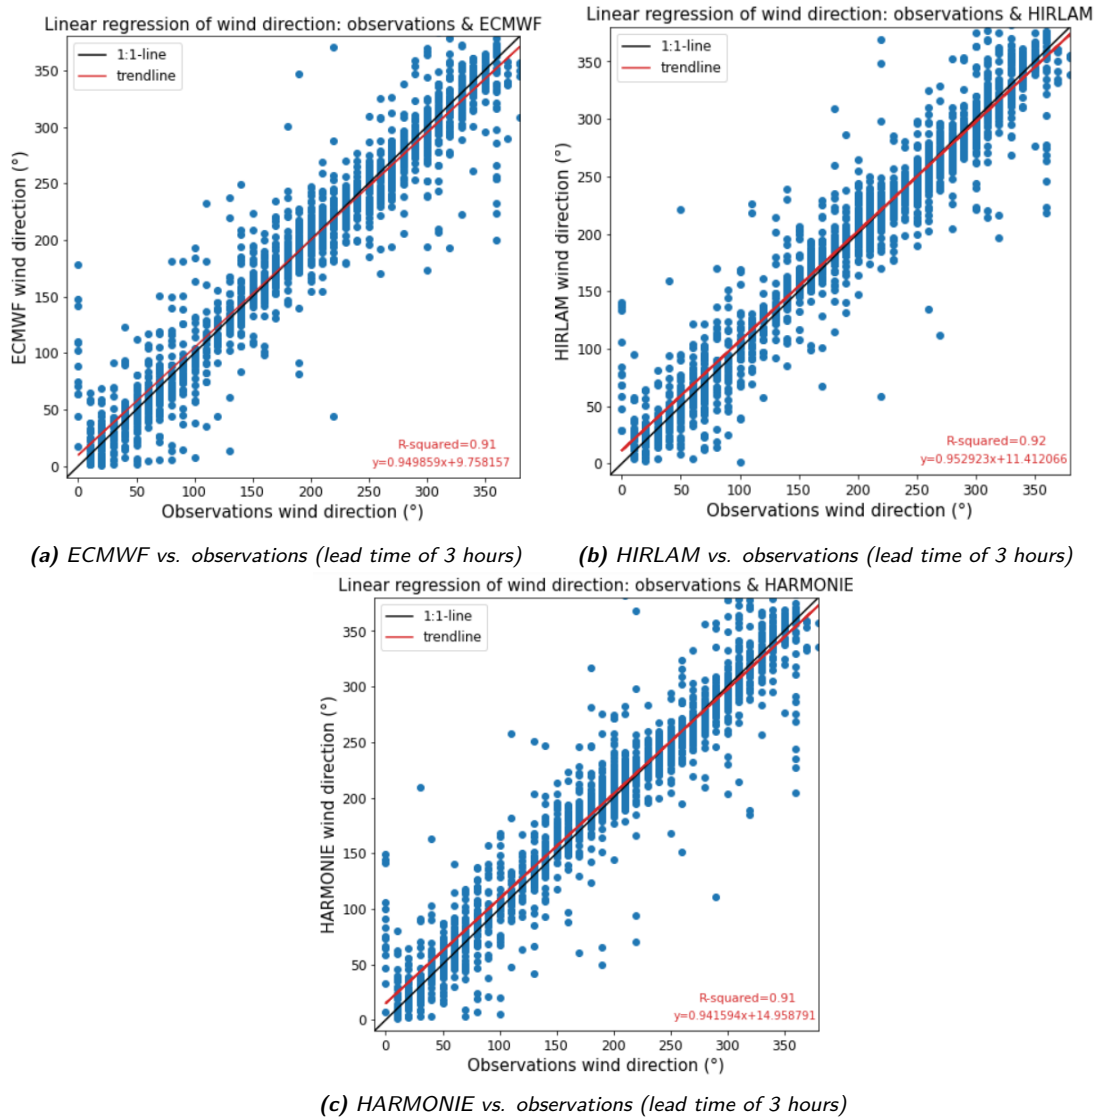 Linear regression of wind direction: observations & ECMWF
1:1-line
trendline
350
300
250
200
150
100
50
0
ECMWF wind direction (°)
R-squared=0.91
y=0.949859x+9.758157
0 50 100 150 200 250 300 350
Observations wind direction (°)
(a) ECMWF vs. observations (lead time of 3 hours)
Linear regression of wind direction: observations & HIRLAM
1:1-line
trendline
350
300
250
200
150
100
50
0
HIRLAM wind direction (°)
R-squared=0.92
y=0.952923x+11.412066
0 50 100 150 200 250 300 350
Observations wind direction (°)
(b) HIRLAM vs. observations (lead time of 3 hours)
Linear regression of wind direction: observations & HARMONIE
1:1-line
trendline
350
300
250
200
150
100
50
0
HARMONIE wind direction (°)
R-squared=0.91
y=0.941594x+14.958791
0 50 100 150 200 250 300 350
Observations wind direction (°)
(c) HARMONIE vs. observations (lead time of 3 hours)